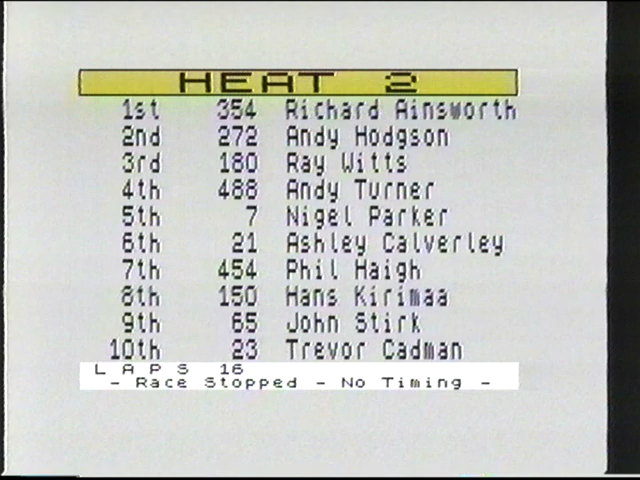 HEAT 2
1st 354 Richard Ainsworth
2nd 272 Andy Hodgson
3rd 180 Ray Witts
4th 488 Andy Turner
5th 7 Nigel Parker
6th 21 Ashley Calverley
7th 454 Phil Haigh
8th 150 Hans Kirimaa
9th 65 John Stirk
10th 23 Trevor Cadman
LAPS 16
- Race Stopped - No Timing -